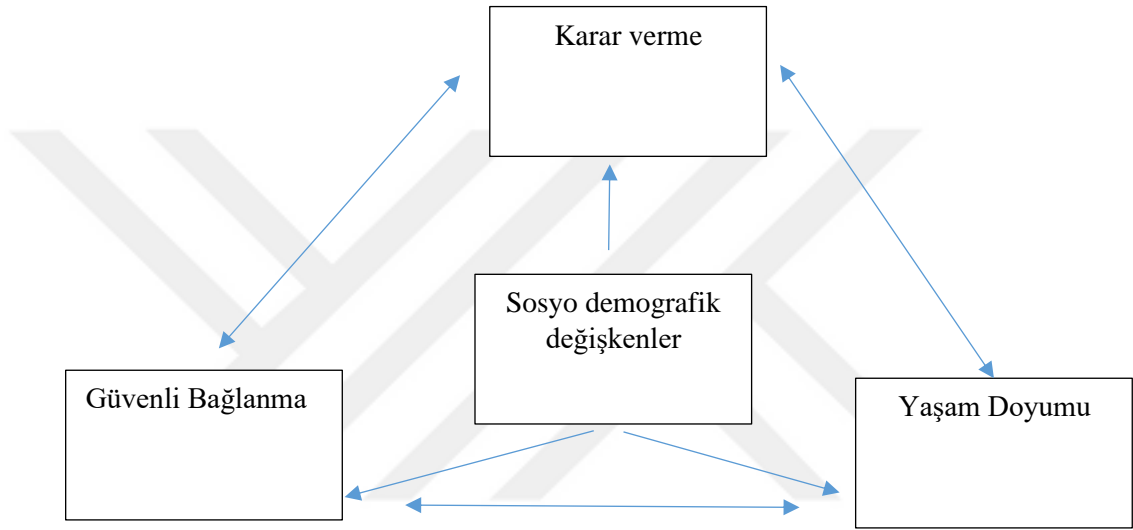 Karar verme
Sosyo demografik
değişkenler
Güvenli Bağlanma
Yaşam Doyumu